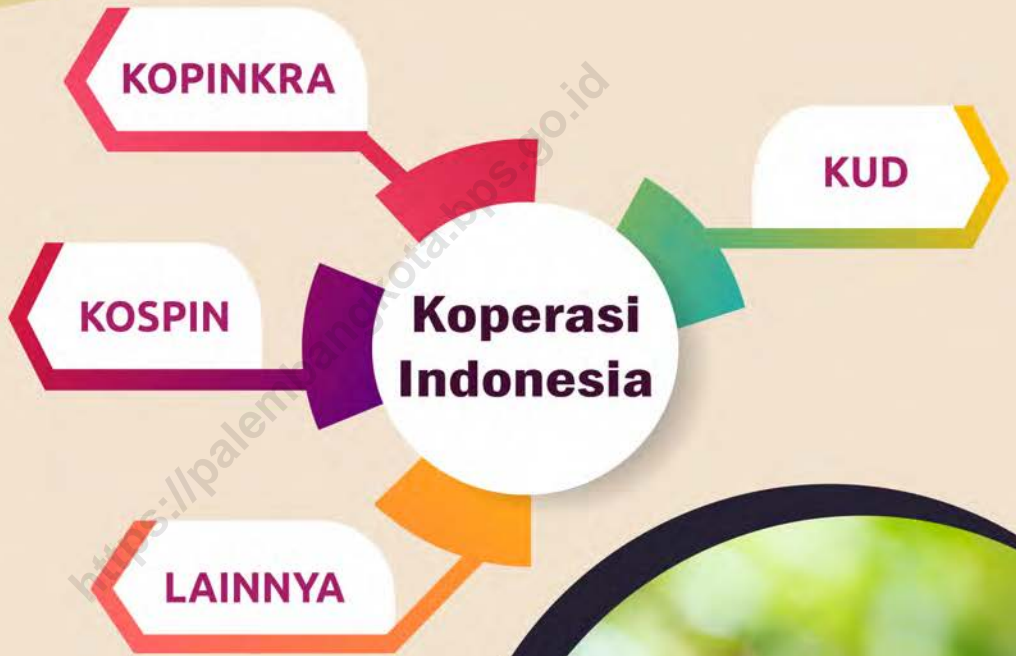 KOPINKRA
KUD
KOSPIN
Koperasi
Indonesia
LAINNYA
https://palembangkota.bps.go.id